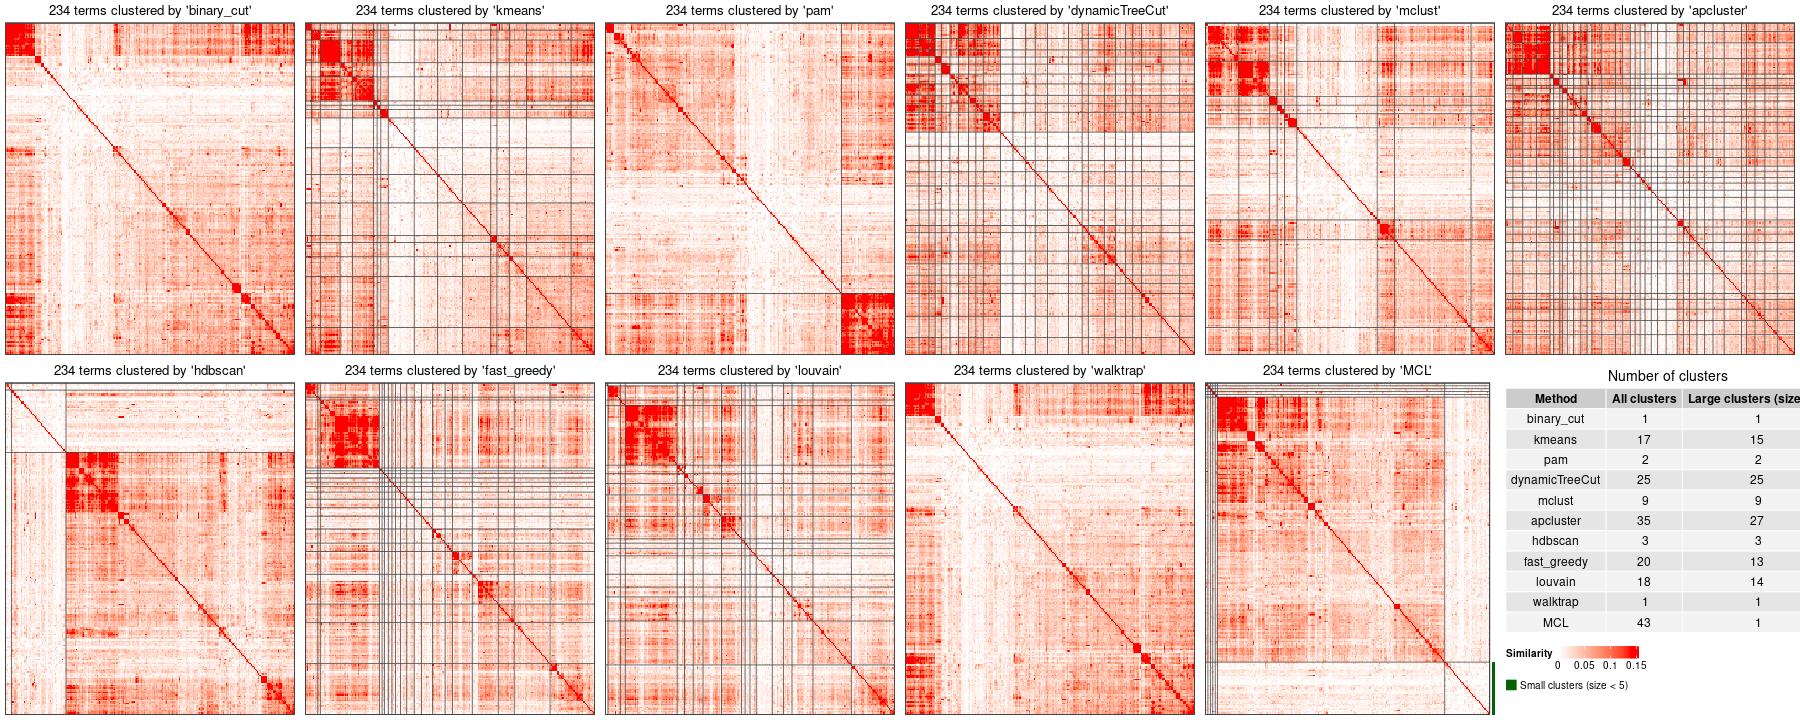 234 terms clustered by 'binary_cut'
234 terms clustered by 'kmeans'
234 terms clustered by 'pam'
234 terms clustered by 'dynamicTreeCut'
234 terms clustered by 'mclust'
234 terms clustered by 'apcluster'
234 terms clustered by 'hdbscan'
234 terms clustered by 'fast_greedy'
234 terms clustered by 'louvain'
234 terms clustered by 'walktrap'
234 terms clustered by 'MCL'
Number of clusters
Method All clusters Large clusters (size
binary_cut 1 1
kmeans 17 15
pam 2 2
dynamicTreeCut 25 25
mclust 9 9
apcluster 35 27
hdbscan 3 3
fast_greedy 20 13
louvain 18 14
walktrap 1 1
MCL 43 1
Similarity
0 0.05 0.1 0.15
Small clusters (size < 5)